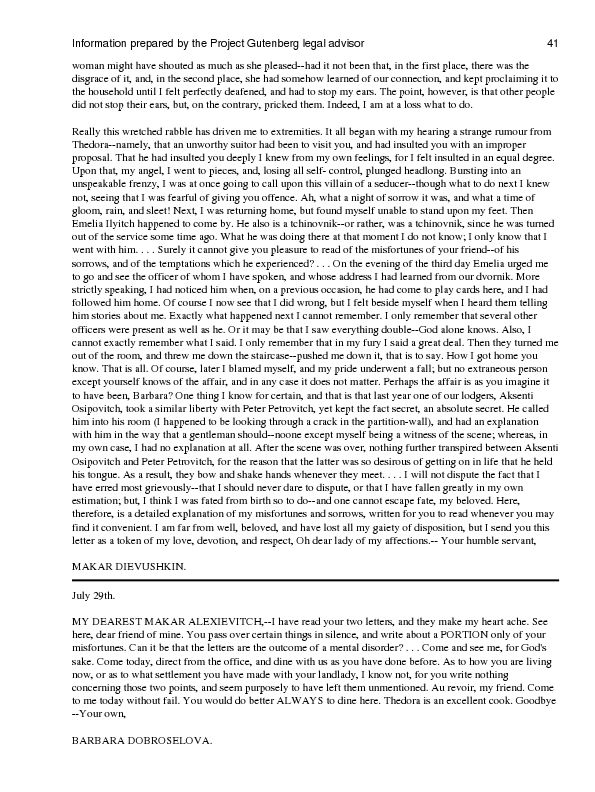 Information prepared by the Project Gutenberg legal advisor 41
woman might have shouted as much as she pleased--had it not been that, in the first place, there was the
disgrace of it, and, in the second place, she had somehow learned of our connection, and kept proclaiming it to
the household until I felt perfectly deafened, and had to stop my ears. The point, however, is that other people
did not stop their ears, but, on the contrary, pricked them. Indeed, I am at a loss what to do.
Really this wretched rabble has driven me to extremities. It all began with my hearing a strange rumour from
Thedora--namely, that an unworthy suitor had been to visit you, and had insulted you with an improper
proposal. That he had insulted you deeply I knew from my own feelings, for I felt insulted in an equal degree.
Upon that, my angel, I went to pieces, and, losing all self- control, plunged headlong. Bursting into an
unspeakable frenzy, I was at once going to call upon this villain of a seducer--though what to do next I knew
not, seeing that I was fearful of giving you offence. Ah, what a night of sorrow it was, and what a time of
gloom, rain, and sleet! Next, I was returning home, but found myself unable to stand upon my feet. Then
Emelia Ilyitch happened to come by. He also is a tchinovnik--or rather, was a tchinovnik, since he was turned
out of the service some time ago. What he was doing there at that moment I do not know; I only know that I
went with him. . . . Surely it cannot give you pleasure to read of the misfortunes of your friend--of his
sorrows, and of the temptations which he experienced? . . . On the evening of the third day Emelia urged me
to go and see the officer of whom I have spoken, and whose address I had learned from our dvornik. More
strictly speaking, I had noticed him when, on a previous occasion, he had come to play cards here, and I had
followed him home. Of course I now see that I did wrong, but I felt beside myself when I heard them telling
him stories about me. Exactly what happened next I cannot remember. I only remember that several other
officers were present as well as he. Or it may be that I saw everything double--God alone knows. Also, I
cannot exactly remember what I said. I only remember that in my fury I said a great deal. Then they turned me
out of the room, and threw me down the staircase--pushed me down it, that is to say. How I got home you
know. That is all. Of course, later I blamed myself, and my pride underwent a fall; but no extraneous person
except yourself knows of the affair, and in any case it does not matter. Perhaps the affair is as you imagine it
to have been, Barbara? One thing I know for certain, and that is that last year one of our lodgers, Aksenti
Osipovitch, took a similar liberty with Peter Petrovitch, yet kept the fact secret, an absolute secret. He called
him into his room (I happened to be looking through a crack in the partition-wall), and had an explanation
with him in the way that a gentleman should--noone except myself being a witness of the scene; whereas, in
my own case, I had no explanation at all. After the scene was over, nothing further transpired between Aksenti
Osipovitch and Peter Petrovitch, for the reason that the latter was so desirous of getting on in life that he held
his tongue. As a result, they bow and shake hands whenever they meet. . . . I will not dispute the fact that I
have erred most grievously--that I should never dare to dispute, or that I have fallen greatly in my own
estimation; but, I think I was fated from birth so to do--and one cannot escape fate, my beloved. Here,
therefore, is a detailed explanation of my misfortunes and sorrows, written for you to read whenever you may
find it convenient. I am far from well, beloved, and have lost all my gaiety of disposition, but I send you this
letter as a token of my love, devotion, and respect, Oh dear lady of my affections.-- Your humble servant,
MAKAR DIEVUSHKIN.
July 29th.
MY DEAREST MAKAR ALEXIEVITCH,--I have read your two letters, and they make my heart ache. See
here, dear friend of mine. You pass over certain things in silence, and write about a PORTION only of your
misfortunes. Can it be that the letters are the outcome of a mental disorder? . . . Come and see me, for God's
sake. Come today, direct from the office, and dine with us as you have done before. As to how you are living
now, or as to what settlement you have made with your landlady, I know not, for you write nothing
concerning those two points, and seem purposely to have left them unmentioned. Au revoir, my friend. Come
to me today without fail. You would do better ALWAYS to dine here. Thedora is an excellent cook. Goodbye
--Your own,
BARBARA DOBROSELOVA.